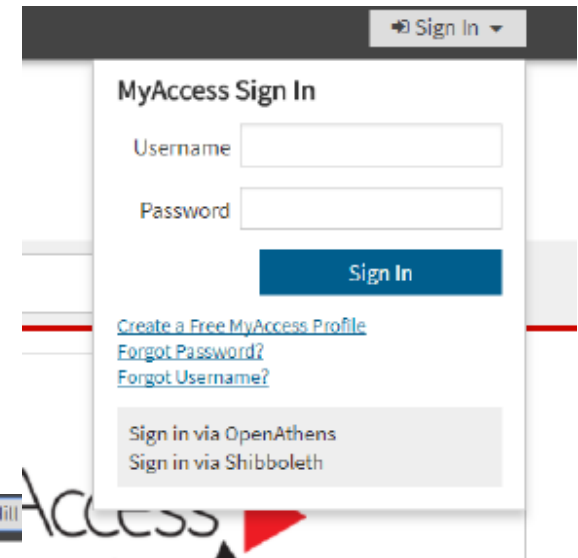 Sign In
MyAccess Sign In
Username
Password
Sign In
Create a Free MyAccess Profile
Forgot Password?
Forgot Username?
Sign in via OpenAthens
Sign in via Shibboleth
Access